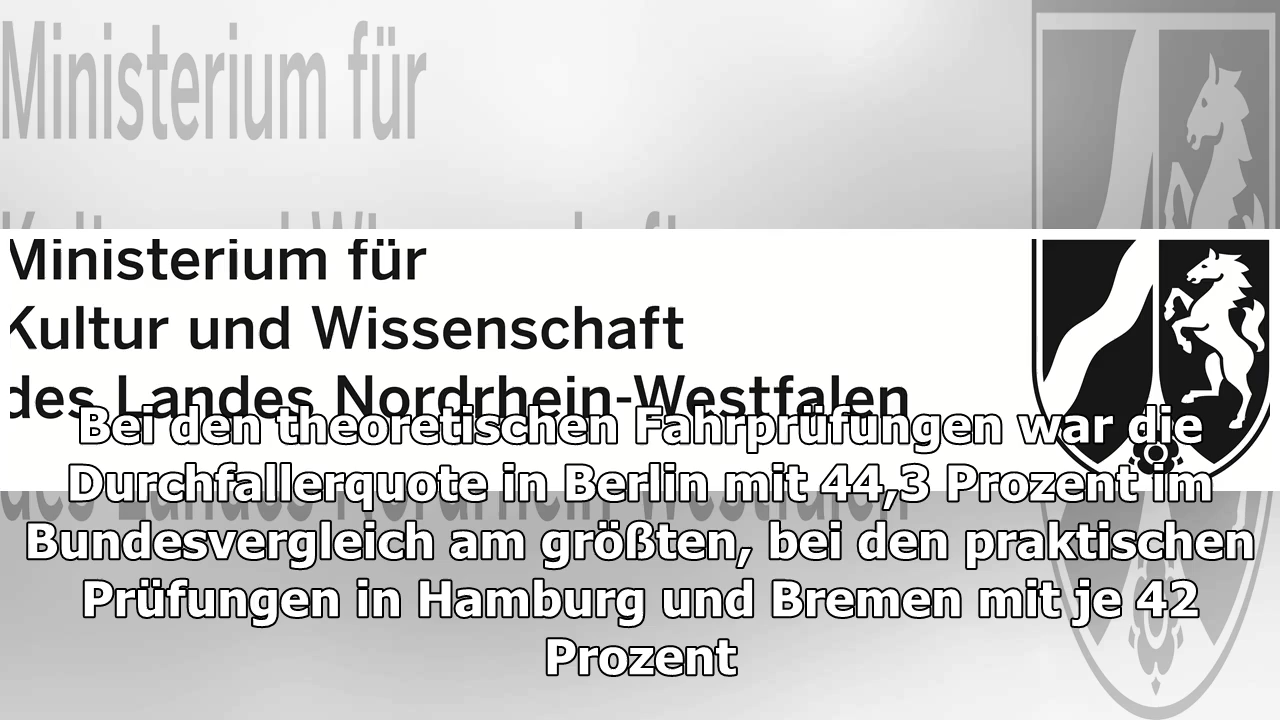 Ministerium für
Ministerium für
Kultur und Wissenschaft
des Landes Nordrhein-Westfalen
Bei den theoretischen Fahrprüfungen war die
Durchfallerquote in Berlin mit 44,3 Prozent im
Bundesvergleich am größten, bei den praktischen
Prüfungen in Hamburg und Bremen mit je 42
Prozent